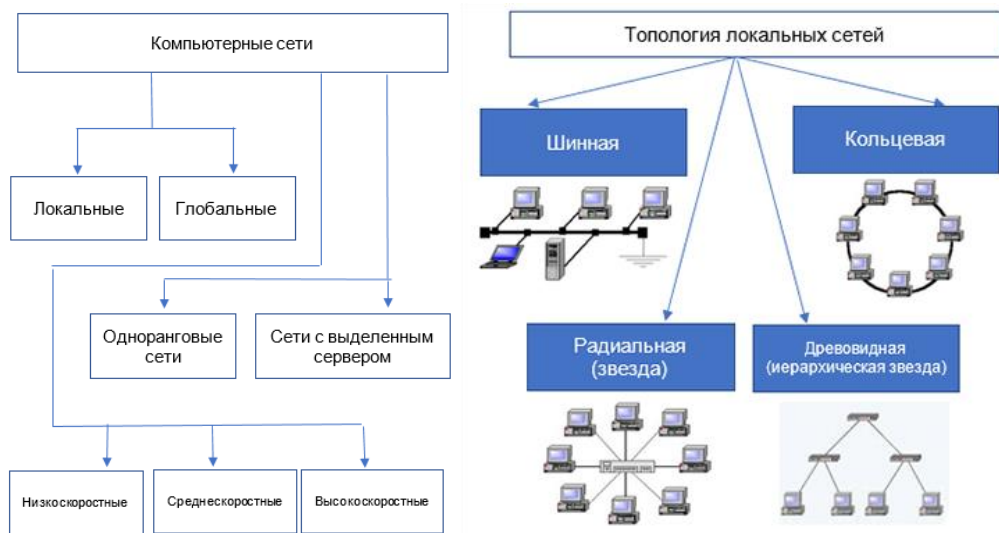 Компьютерные сети
Локальные
Глобальные
Одноранговые
сети
Сети с выделенным
сервером
Низкоскоростные
Среднескоростные
Высокоскоростные
Топология локальных сетей
Шинная
Кольцевая
Радиальная
(звезда)
Древовидная
(иерархическая звезда)